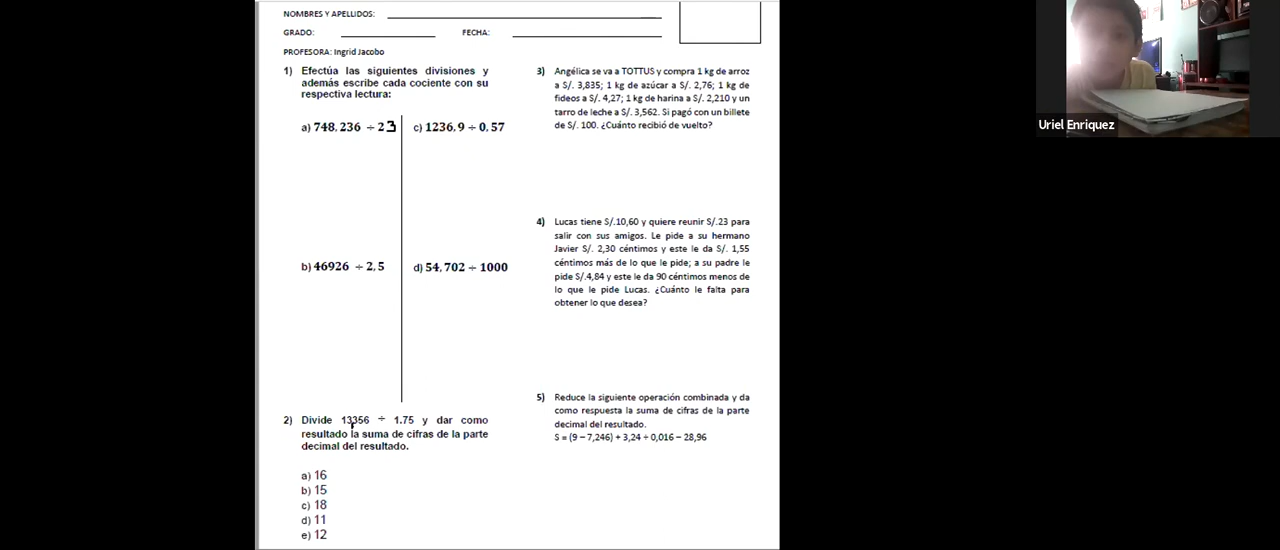 NOMBRES Y APELLIDOS: ____
GRADO: ____ FECHA: ____
PROFESORA: Ingrid Jacobo
1) Efectúa las siguientes divisiones y
además escribe cada cociente con su
respectiva lectura:
a) 748,236 ÷ 23
c) 1236,9 ÷ 0,57
b) 46926 ÷ 2,5
d) 54,702 ÷ 1000
2) Divide 13356 ÷ 1.75 y dar como
resultado la suma de cifras de la parte
decimal del resultado.
a) 16
b) 15
c) 18
d) 11
e) 12
3) Angélica se va a TOTTUS y compra 1 kg de arroz
a S/. 3,835; 1 kg de azúcar a S/. 2,76; 1 kg de
fideos a S/. 4,27; 1 kg de harina a S/. 2,210 y un
tarro de leche a S/. 3,562. Si pagó con un billete
de S/. 100. ¿Cuánto recibió de vuelto?
4) Lucas tiene S/.10,60 y quiere reunir S/.23 para
salir con sus amigos. Le pide a su hermano
Javier S/. 2,30 céntimos y este le da S/. 1,55
céntimos más de lo que le pide; a su padre le
pide S/.4,84 y este le da 90 céntimos menos de
lo que le pide Lucas. ¿Cuánto le falta para
obtener lo que desea?
5) Reduce la siguiente operación combinada y da
como respuesta la suma de cifras de la parte
decimal del resultado.
S = (9 – 7,246) + 3,24 ÷ 0,016 – 28,96
Uriel Enriquez